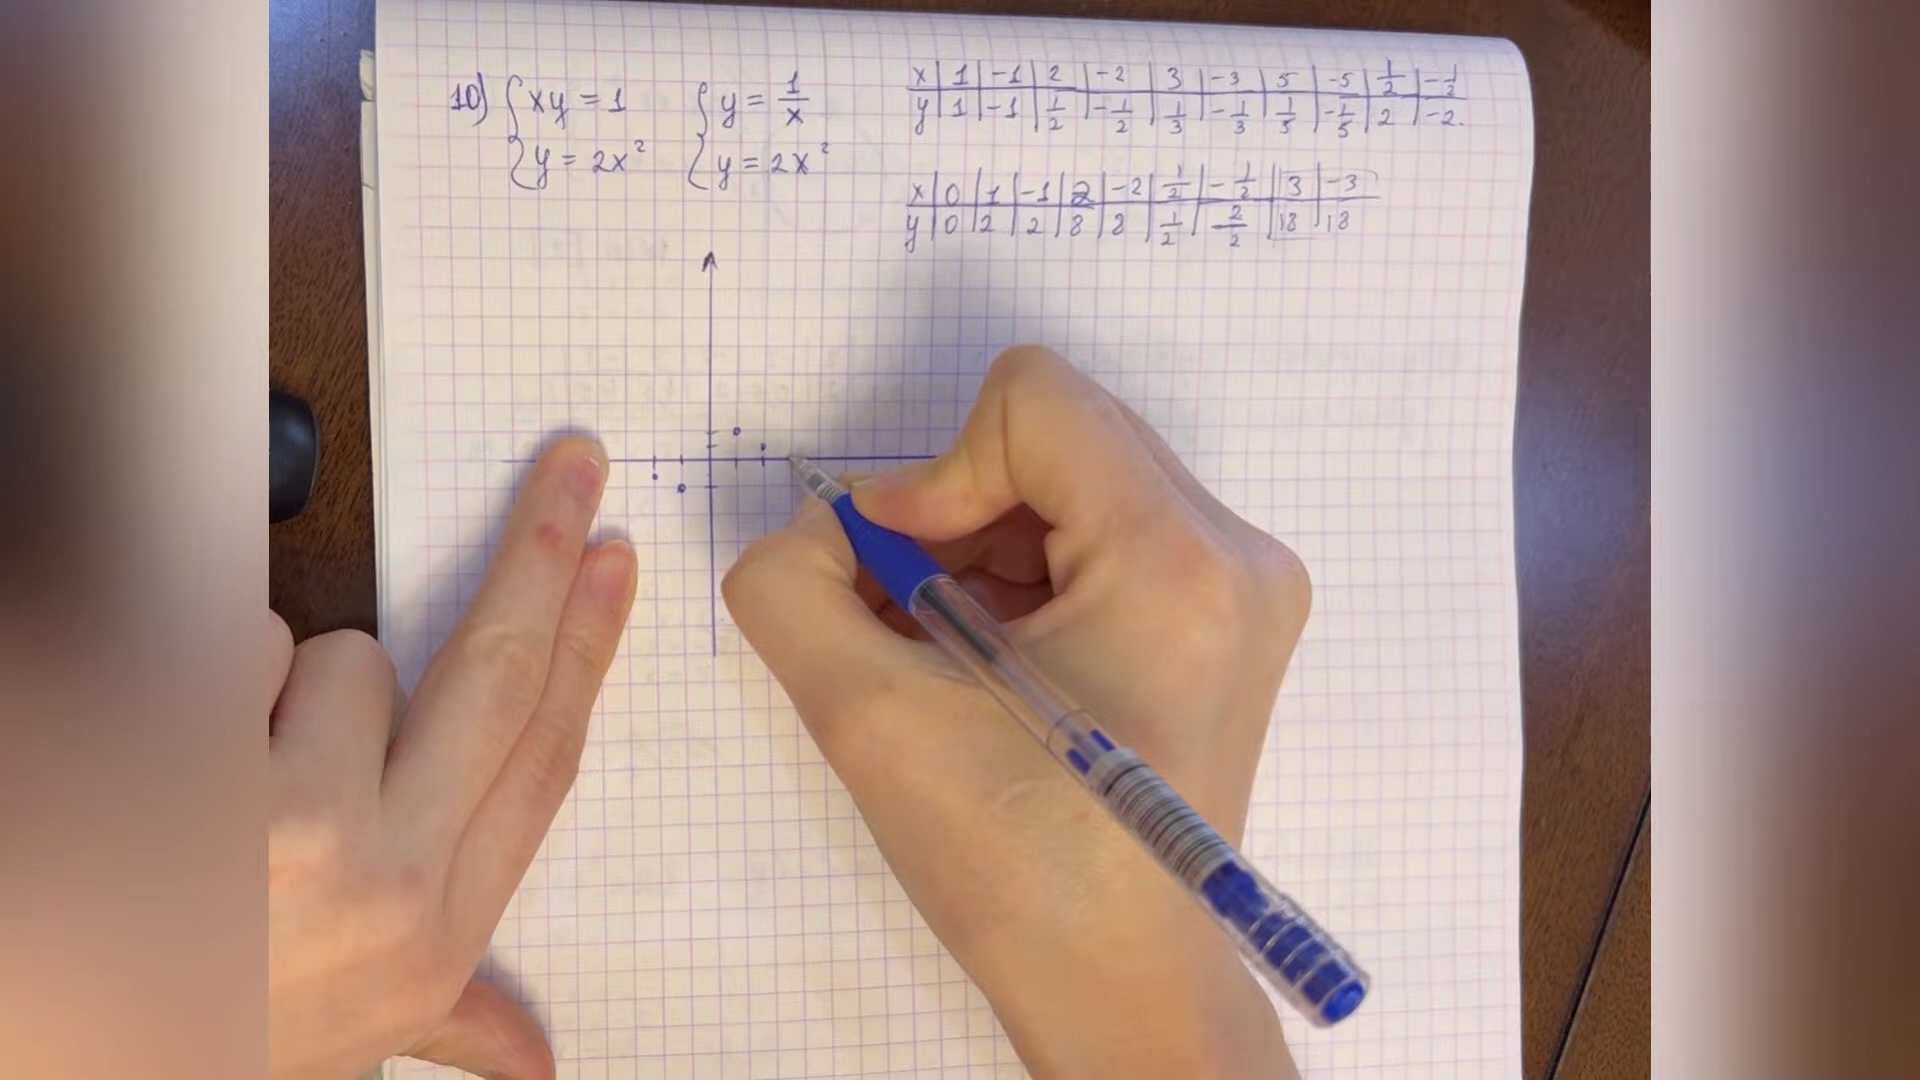 10) { xy = 1 { y = 1/x
{ y = 2x² { y = 2x²
x | 1 | -1 | 2 | -2 | 3 | -3 | 5 | -5 | 1/2 | -1/2
y | 1 | -1 | 1/2 | -1/2 | 1/3 | -1/3 | 1/5 | -1/5 | 2 | -2.
x | 0 | 1 | -1 | 2 | -2 | 1/2 | -1/2 | 3 | -3
y | 0 | 2 | 2 | 8 | 8 | 1/2 | 2/2 | 18 | 18